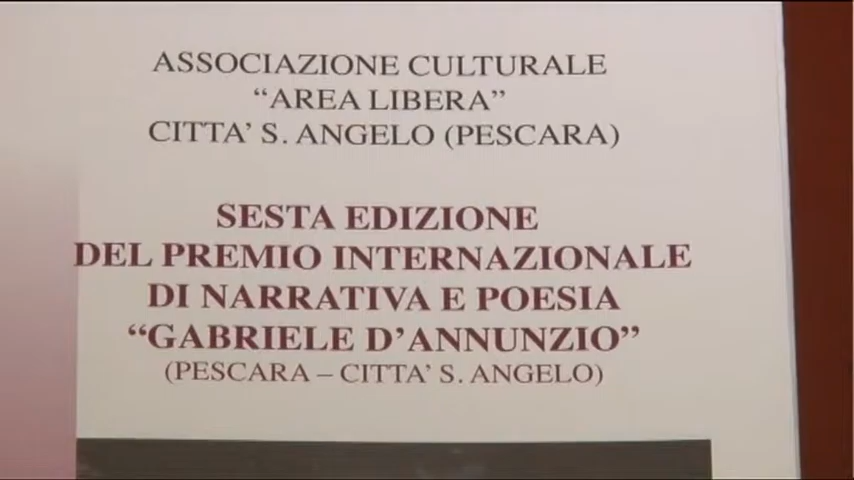 ASSOCIAZIONE CULTURALE
“AREA LIBERA”
CITTA’ S. ANGELO (PESCARA)
SESTA EDIZIONE
DEL PREMIO INTERNAZIONALE
DI NARRATIVA E POESIA
“GABRIELE D’ANNUNZIO”
(PESCARA – CITTA’ S. ANGELO)